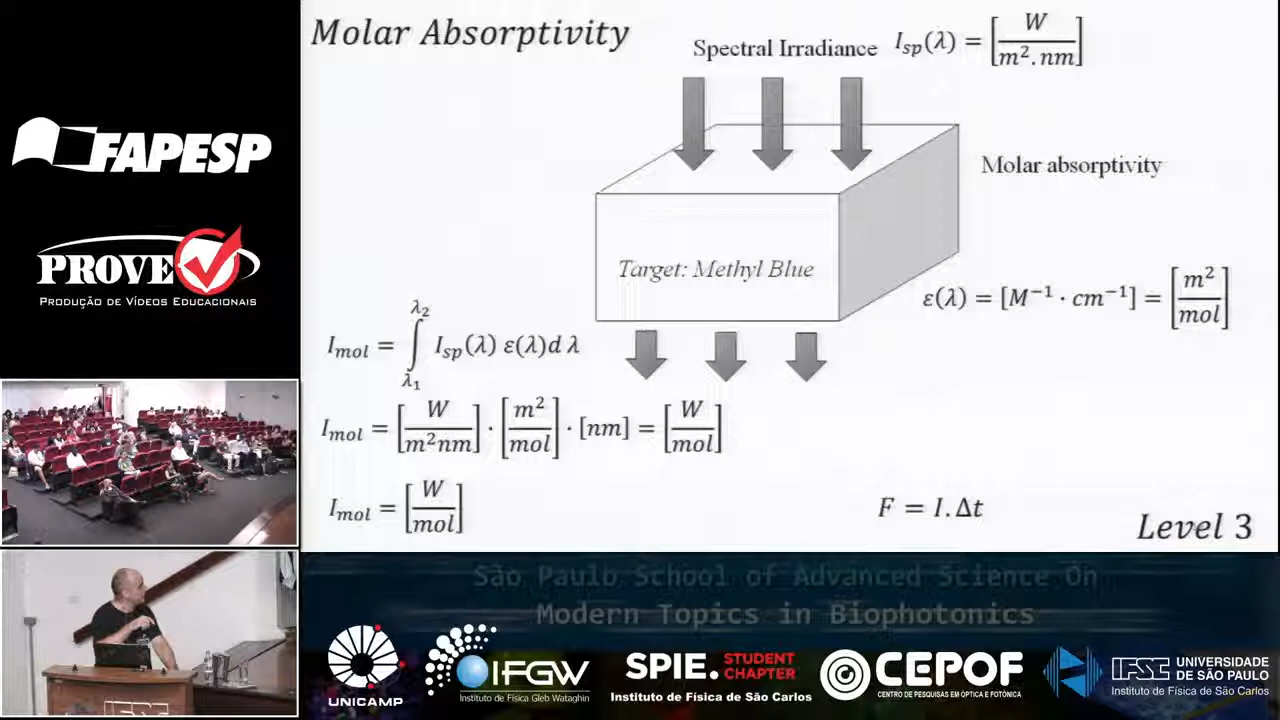 Molar Absorptivity
Spectral Irradiance I_sp(λ) = [W / m². nm]
Molar absorptivity
Target: Methyl Blue
ε(λ) = [M⁻¹ · cm⁻¹] = [m² / mol]
I_mol = ∫_λ₁^λ₂ I_sp(λ) ε(λ)d λ
I_mol = [W / m²nm] · [m² / mol] · [nm] = [W / mol]
I_mol = [W / mol]
F = I. Δt
Level 3
FAPESP
PROVE
PRODUÇÃO DE VÍDEOS EDUCACIONAIS
São Paulo School of Advanced Science On
Modern Topics in Biophotonics
UNICAMP
IFGW
Instituto de Física Gleb Wataghin
SPIE. STUDENT CHAPTER
Instituto de Física de São Carlos
CEPOF
CENTRO DE PESQUISAS EM ÓPTICA E FOTÔNICA
IFSC UNIVERSIDADE DE SÃO PAULO
Instituto de Física de São Carlos
IFSC